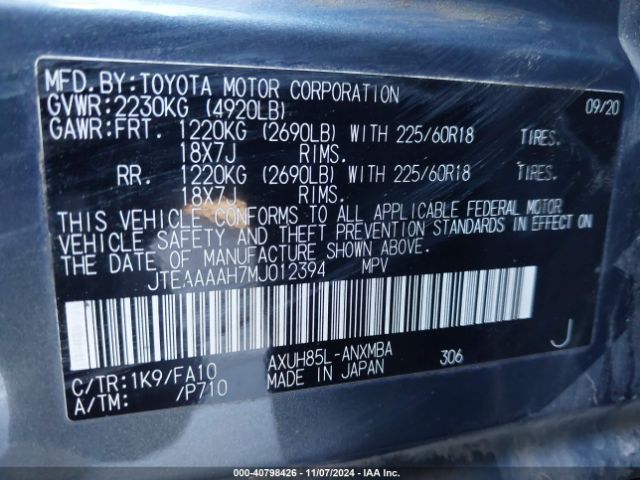 MFD. BY: TOYOTA MOTOR CORPORATION 09/20
GVWR: 2230KG (4920LB)
GAWR: FRT. 1220KG (2690LB) WITH 225/60R18 TIRES.
18X7J RIMS.
RR. 1220KG (2690LB) WITH 225/60R18 TIRES.
18X7J RIMS.
THIS VEHICLE CONFORMS TO ALL APPLICABLE FEDERAL MOTOR
VEHICLE SAFETY AND THEFT PREVENTION STANDARDS IN EFFECT ON
THE DATE OF MANUFACTURE SHOWN ABOVE.
JTEAAAAH7MJ012394 MPV
J
C/TR: 1K9/FA10 AXUH85L-ANXMBA 306
A/TM: /P710 MADE IN JAPAN
000-40798426 - 11/07/2024 - IAA Inc.